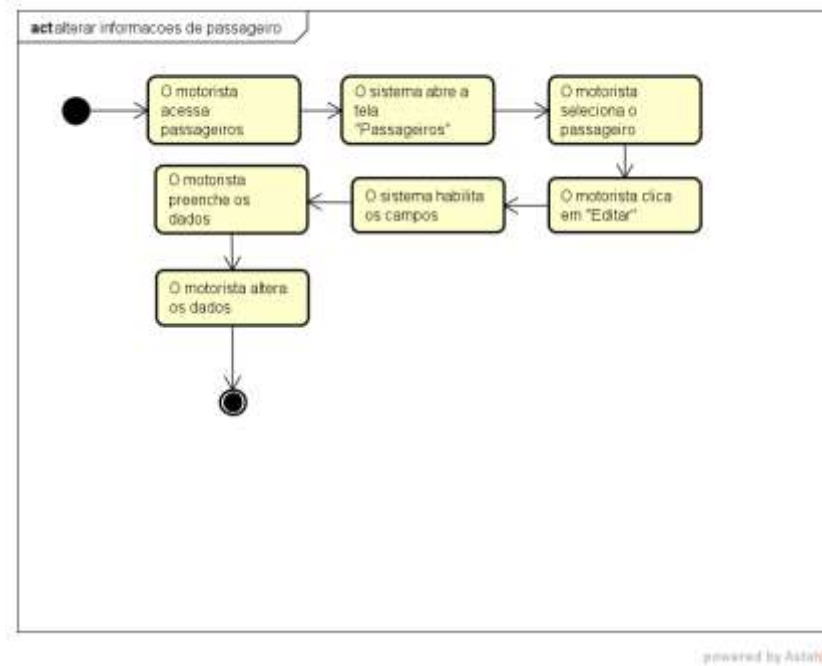 act alterar informacoes de passageiro
O motorista
acessa
passageiros
O sistema abre a
tela
"Passageiros"
O motorista
seleciona o
passageiro
O motorista
preenche os
dados
O sistema habilita
os campos
O motorista clica
em "Editar"
O motorista altera
os dados
powered by Astah